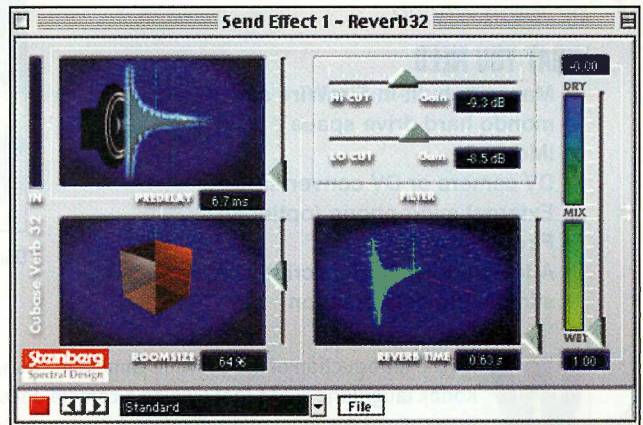 Send Effect 1 - Reverb32
IN
PREDELAY 6.7 ms
HI CUT Gain -9.3 dB
LO CUT Gain -8.5 dB
FILTER
-0.00
DRY
MIX
WET
1.00
Cubase Verb 32
ROOMSIZE 64 %
REVERB TIME 0.63 s
Steinberg
Spectral Design
Standard
File